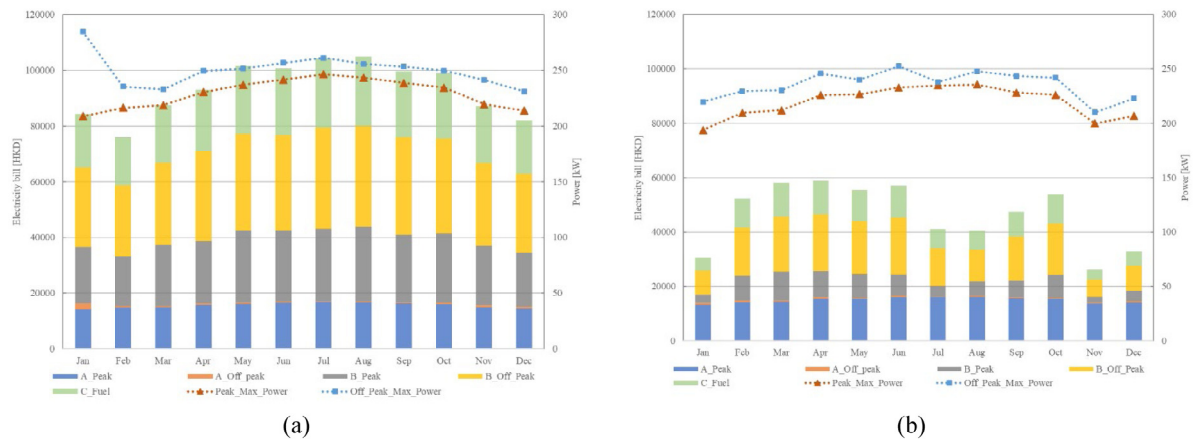 120000
100000
80000
60000
40000
20000
0
Electricity bill [HKD]
300
250
200
150
100
50
0
Power [kW]
Jan Feb Mar Apr May Jun Jul Aug Sep Oct Nov Dec
A_Peak A_Off_peak B_Peak B_Off_Peak
C_Fuel Peak_Max_Power Off_Peak_Max_Power
(a)
120000
100000
80000
60000
40000
20000
0
Electricity bill [HKD]
300
250
200
150
100
50
0
Power [kW]
Jan Feb Mar Apr May Jun Jul Aug Sep Oct Nov Dec
A_Peak A_Off_peak B_Peak B_Off_Peak
C_Fuel Peak_Max_Power Off_Peak_Max_Power
(b)